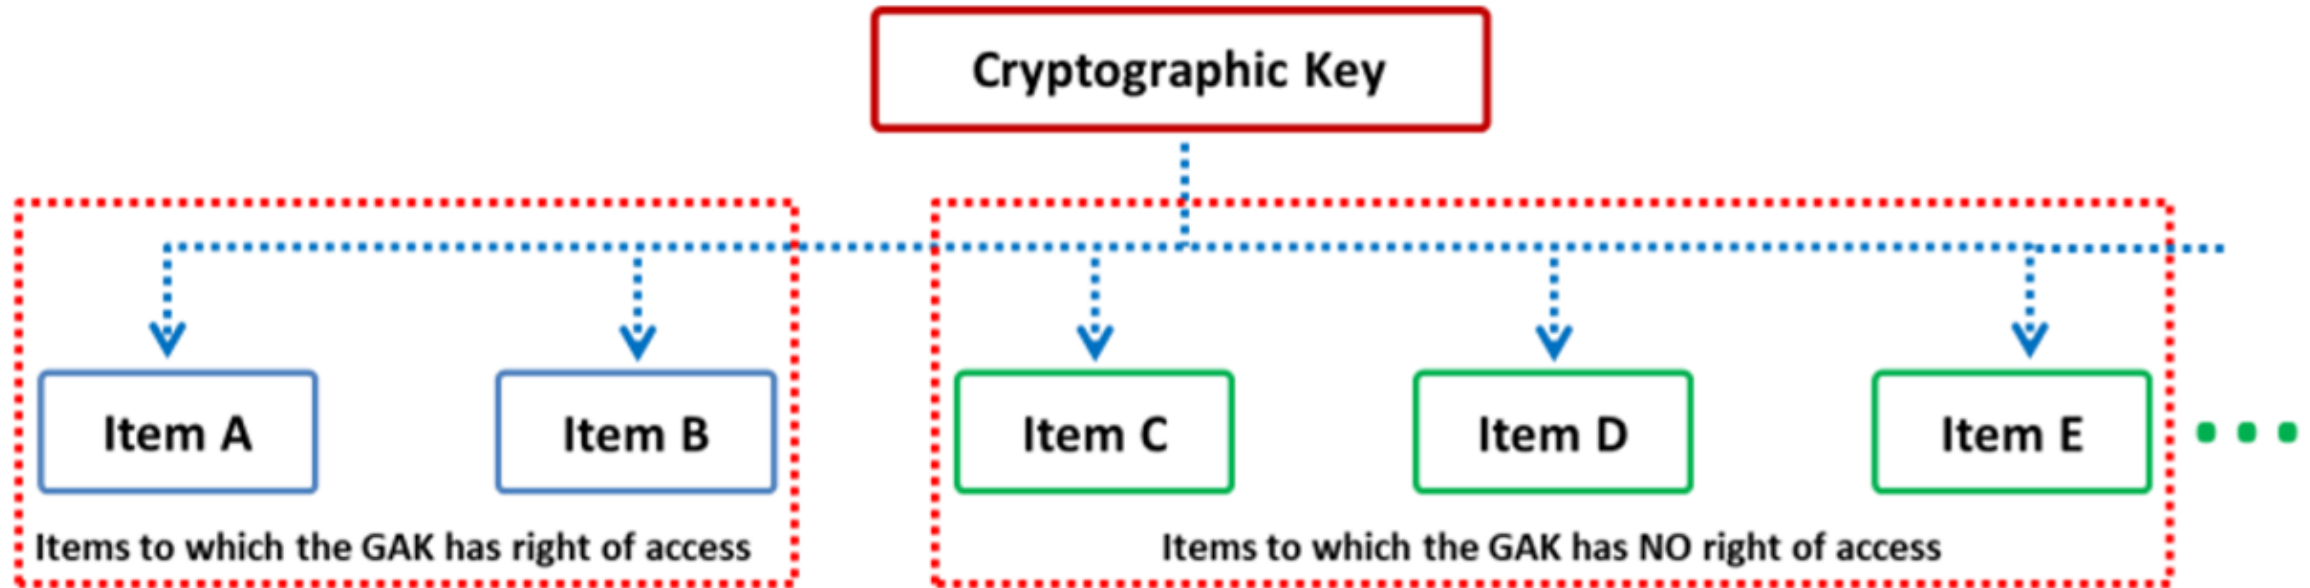 Cryptographic Key
Item A
Item B
Item C
Item D
Item E
Items to which the GAK has right of access
Items to which the GAK has NO right of access